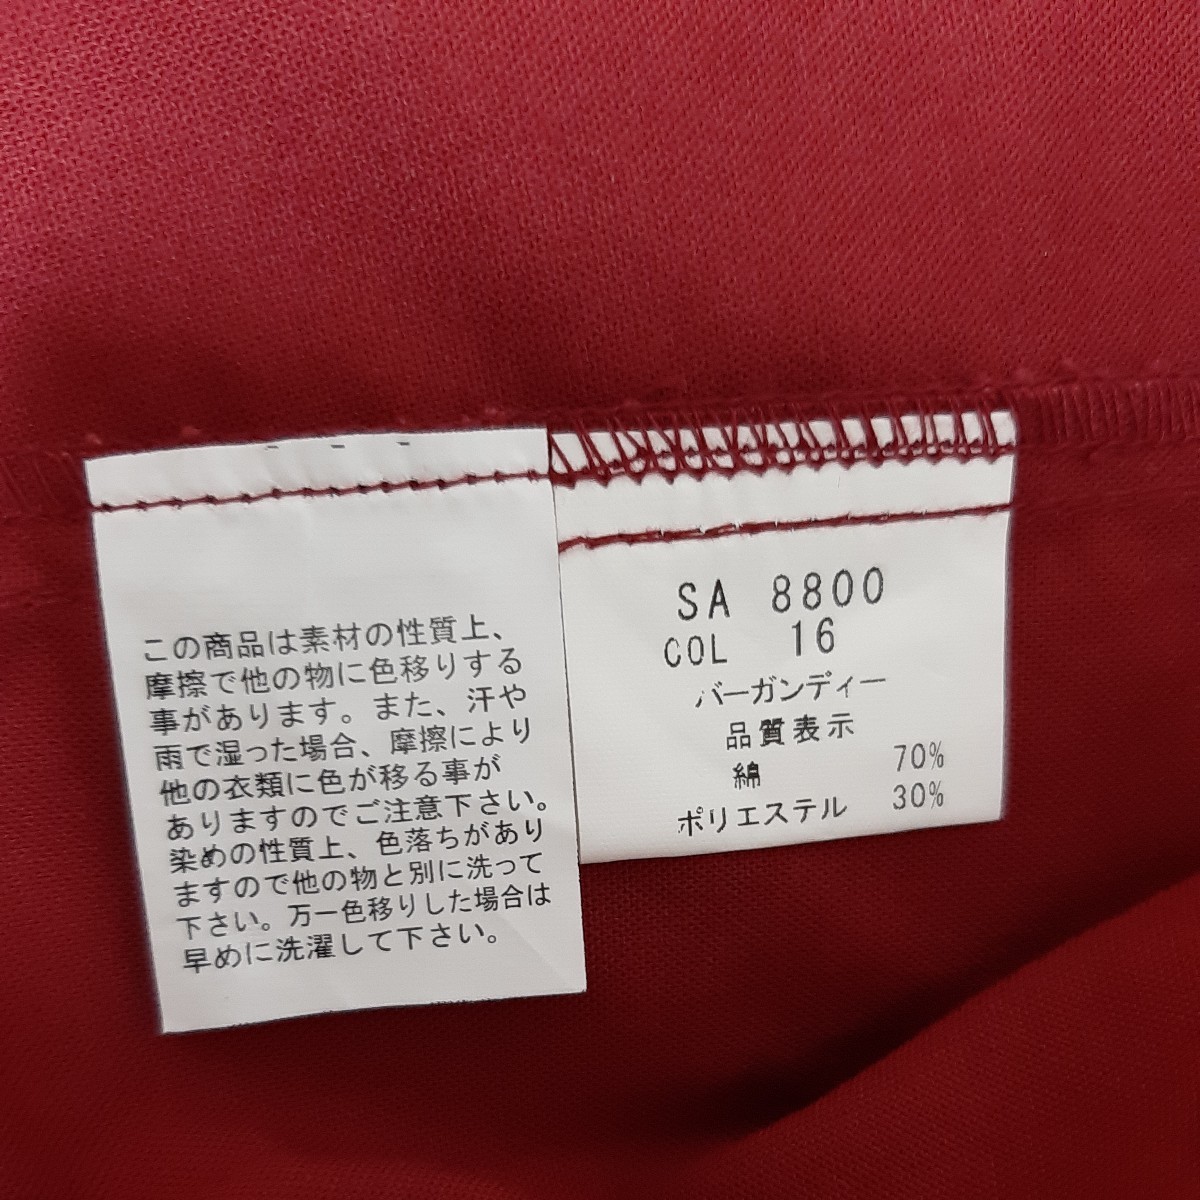 この商品は素材の性質上、
摩擦で他の物に色移りする
事があります。また、汗や
雨で湿った場合、摩擦により
他の衣類に色が移る事が
ありますのでご注意下さい。
染めの性質上、色落ちがあり
ますので他の物と別に洗って
下さい。万一色移りした場合は
早めに洗濯して下さい。
SA 8800
COL 16
バーガンディー
品質表示
綿 70%
ポリエステル 30%